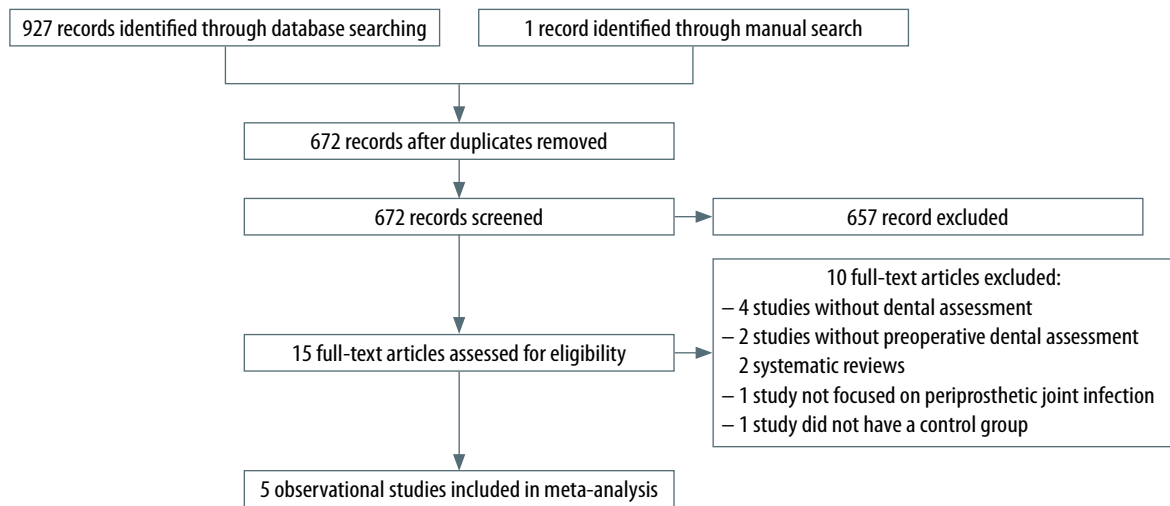 927 records identified through database searching
1 record identified through manual search
672 records after duplicates removed
672 records screened
657 record excluded
15 full-text articles assessed for eligibility
10 full-text articles excluded:
– 4 studies without dental assessment
– 2 studies without preoperative dental assessment
2 systematic reviews
– 1 study not focused on periprosthetic joint infection
– 1 study did not have a control group
5 observational studies included in meta-analysis